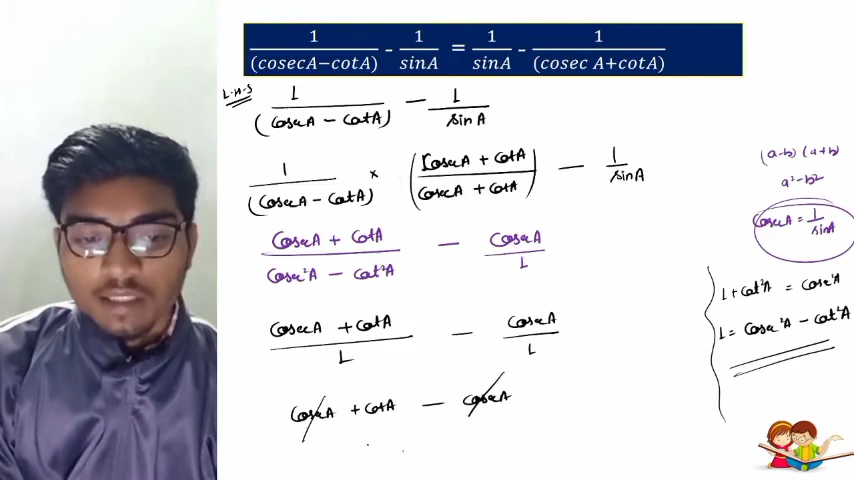 1/(cosecA−cotA) - 1/sinA = 1/sinA - 1/(cosec A+cotA)
L.H.S 1/(CosecA − CotA) − 1/sinA
1/(CosecA − CotA) × (CosecA + CotA)/(CosecA + CotA) − 1/sinA
(a-b) (a+b)
a²-b²
CosecA = 1/sinA
CosecA + CotA/Cosec²A − Cot²A − CosecA/1
1+Cot²A = Cosec²A
1 = Cosec²A − Cot²A
CosecA + CotA/1 − CosecA/1
CosecA + CotA − CosecA